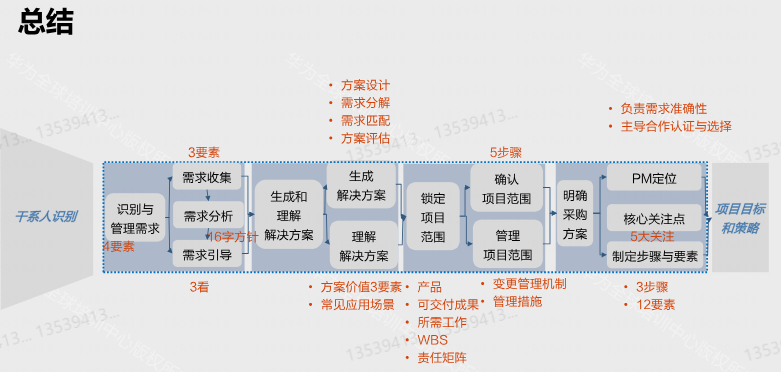 总结
方案设计
需求分解
需求匹配
方案评估
负责需求准确性
主导合作认证与选择
3要素
5步骤
干系人识别
识别与
管理需求
4要素
需求收集
需求分析
16字方针
需求引导
3看
生成和
理解
解决方案
生成
解决方案
理解
解决方案
方案价值3要素
常见应用场景
锁定
项目
范围
产品
可交付成果
所需工作
WBS
责任矩阵
确认
项目范围
管理
项目范围
变更管理机制
管理措施
明确
采购
方案
PM定位
核心关注点
5大关注
制定步骤与要素
3步骤
12要素
项目目标
和策略